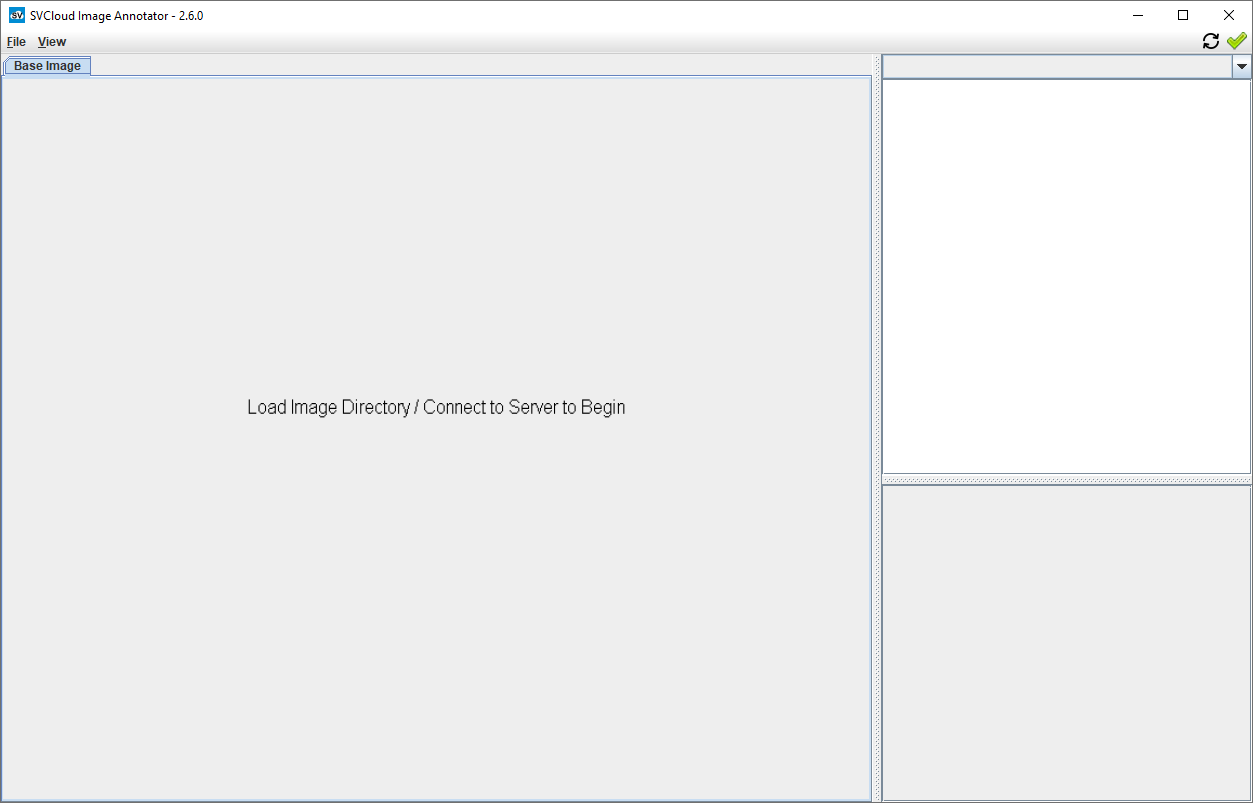 SV SVCloud Image Annotator - 2.6.0
File View
Base Image
Load Image Directory / Connect to Server to Begin